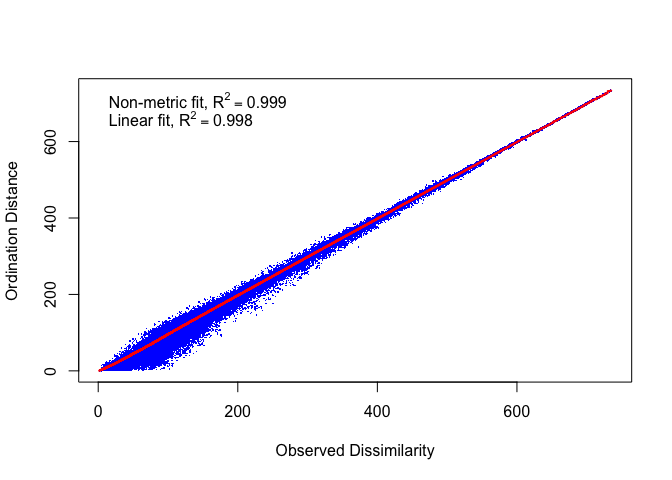 Non-metric fit, R² = 0.999
Linear fit, R² = 0.998
Ordination Distance
600
400
200
0
0 200 400 600
Observed Dissimilarity